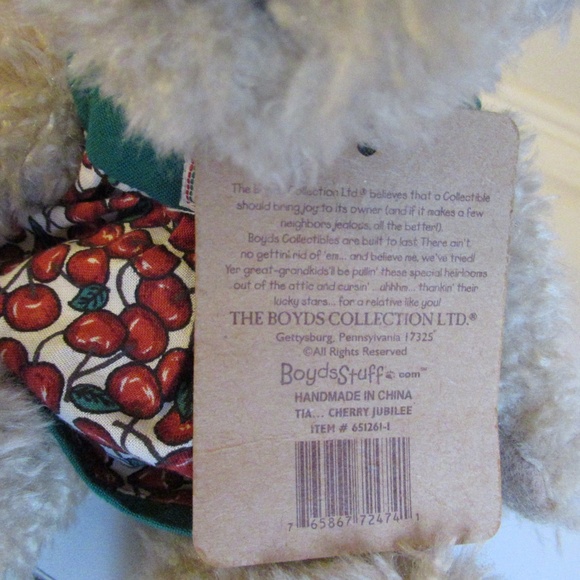 The B Collection Ltd.® believes that a Collectible
should bring joy to its owner (and if it makes a few
neighbors jealous, all the better!).
Boyds Collectibles are built to last. There ain't
no gettin' rid of 'em... and believe me, we've tried!
Yer great-grandkids'll be pullin' these special heirlooms
out of the attic and cursin'... uhhhm... thankin' their
lucky stars... for a relative like you!
THE BOYDS COLLECTION LTD.®
Gettysburg, Pennsylvania 17325
©All Rights Reserved
BoydsStuff.com™
HANDMADE IN CHINA
TIA... CHERRY JUBILEE
ITEM # 651261-1
7 65867 72474 1